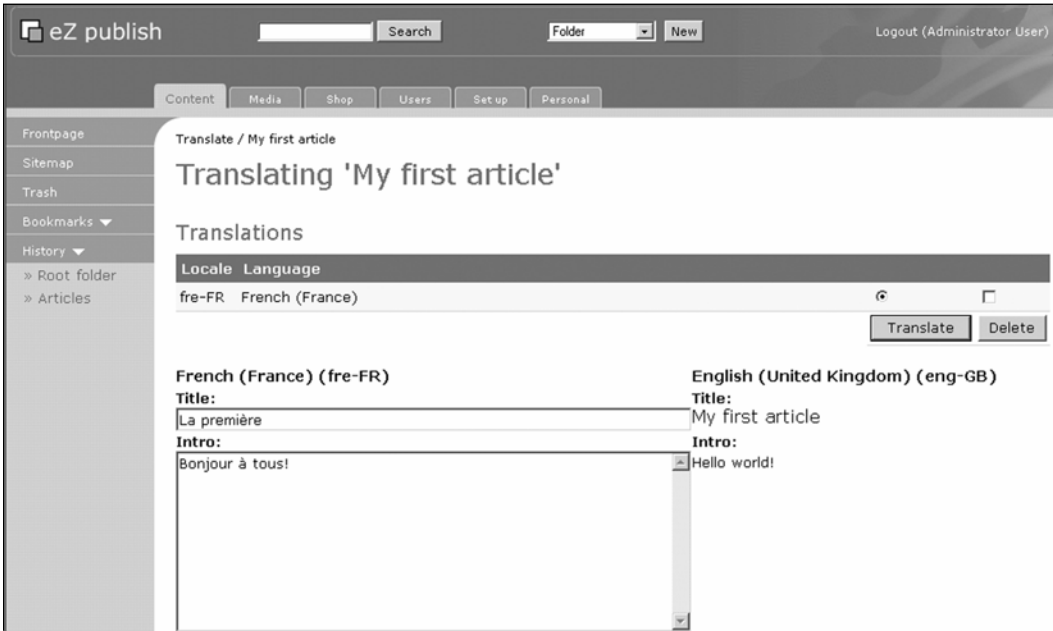 eZ publish Search Folder New Logout (Administrator User)
Content Media Shop Users Set up Personal
Frontpage
Sitemap
Trash
Bookmarks
History
» Root folder
» Articles
Translate / My first article
Translating 'My first article'
Translations
Locale Language
fre-FR French (France)
Translate Delete
French (France) (fre-FR) English (United Kingdom) (eng-GB)
Title: Title:
La première My first article
Intro: Intro:
Bonjour à tous! Hello world!